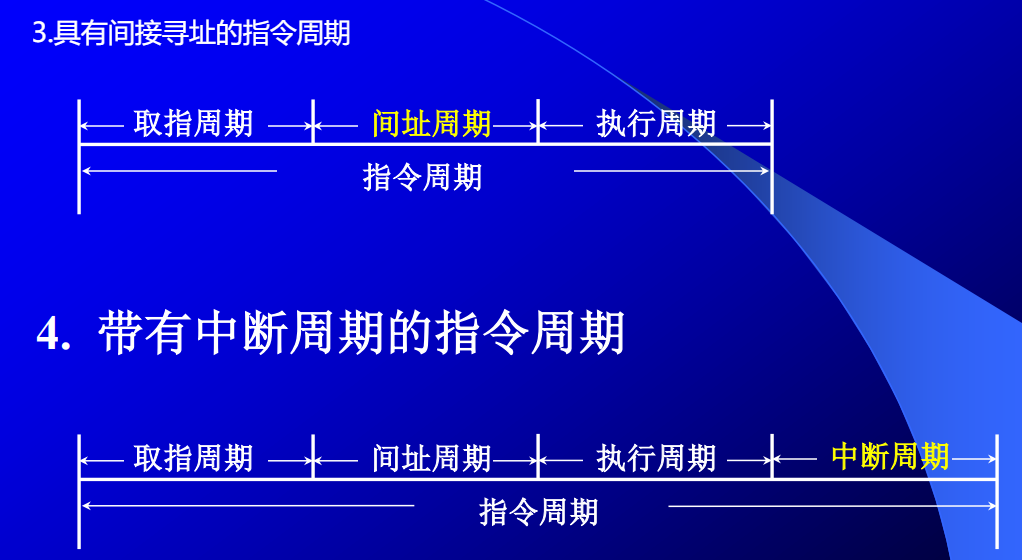 3.具有间接寻址的指令周期
取指周期 间址周期 执行周期
指令周期
4. 带有中断周期的指令周期
取指周期 间址周期 执行周期 中断周期
指令周期